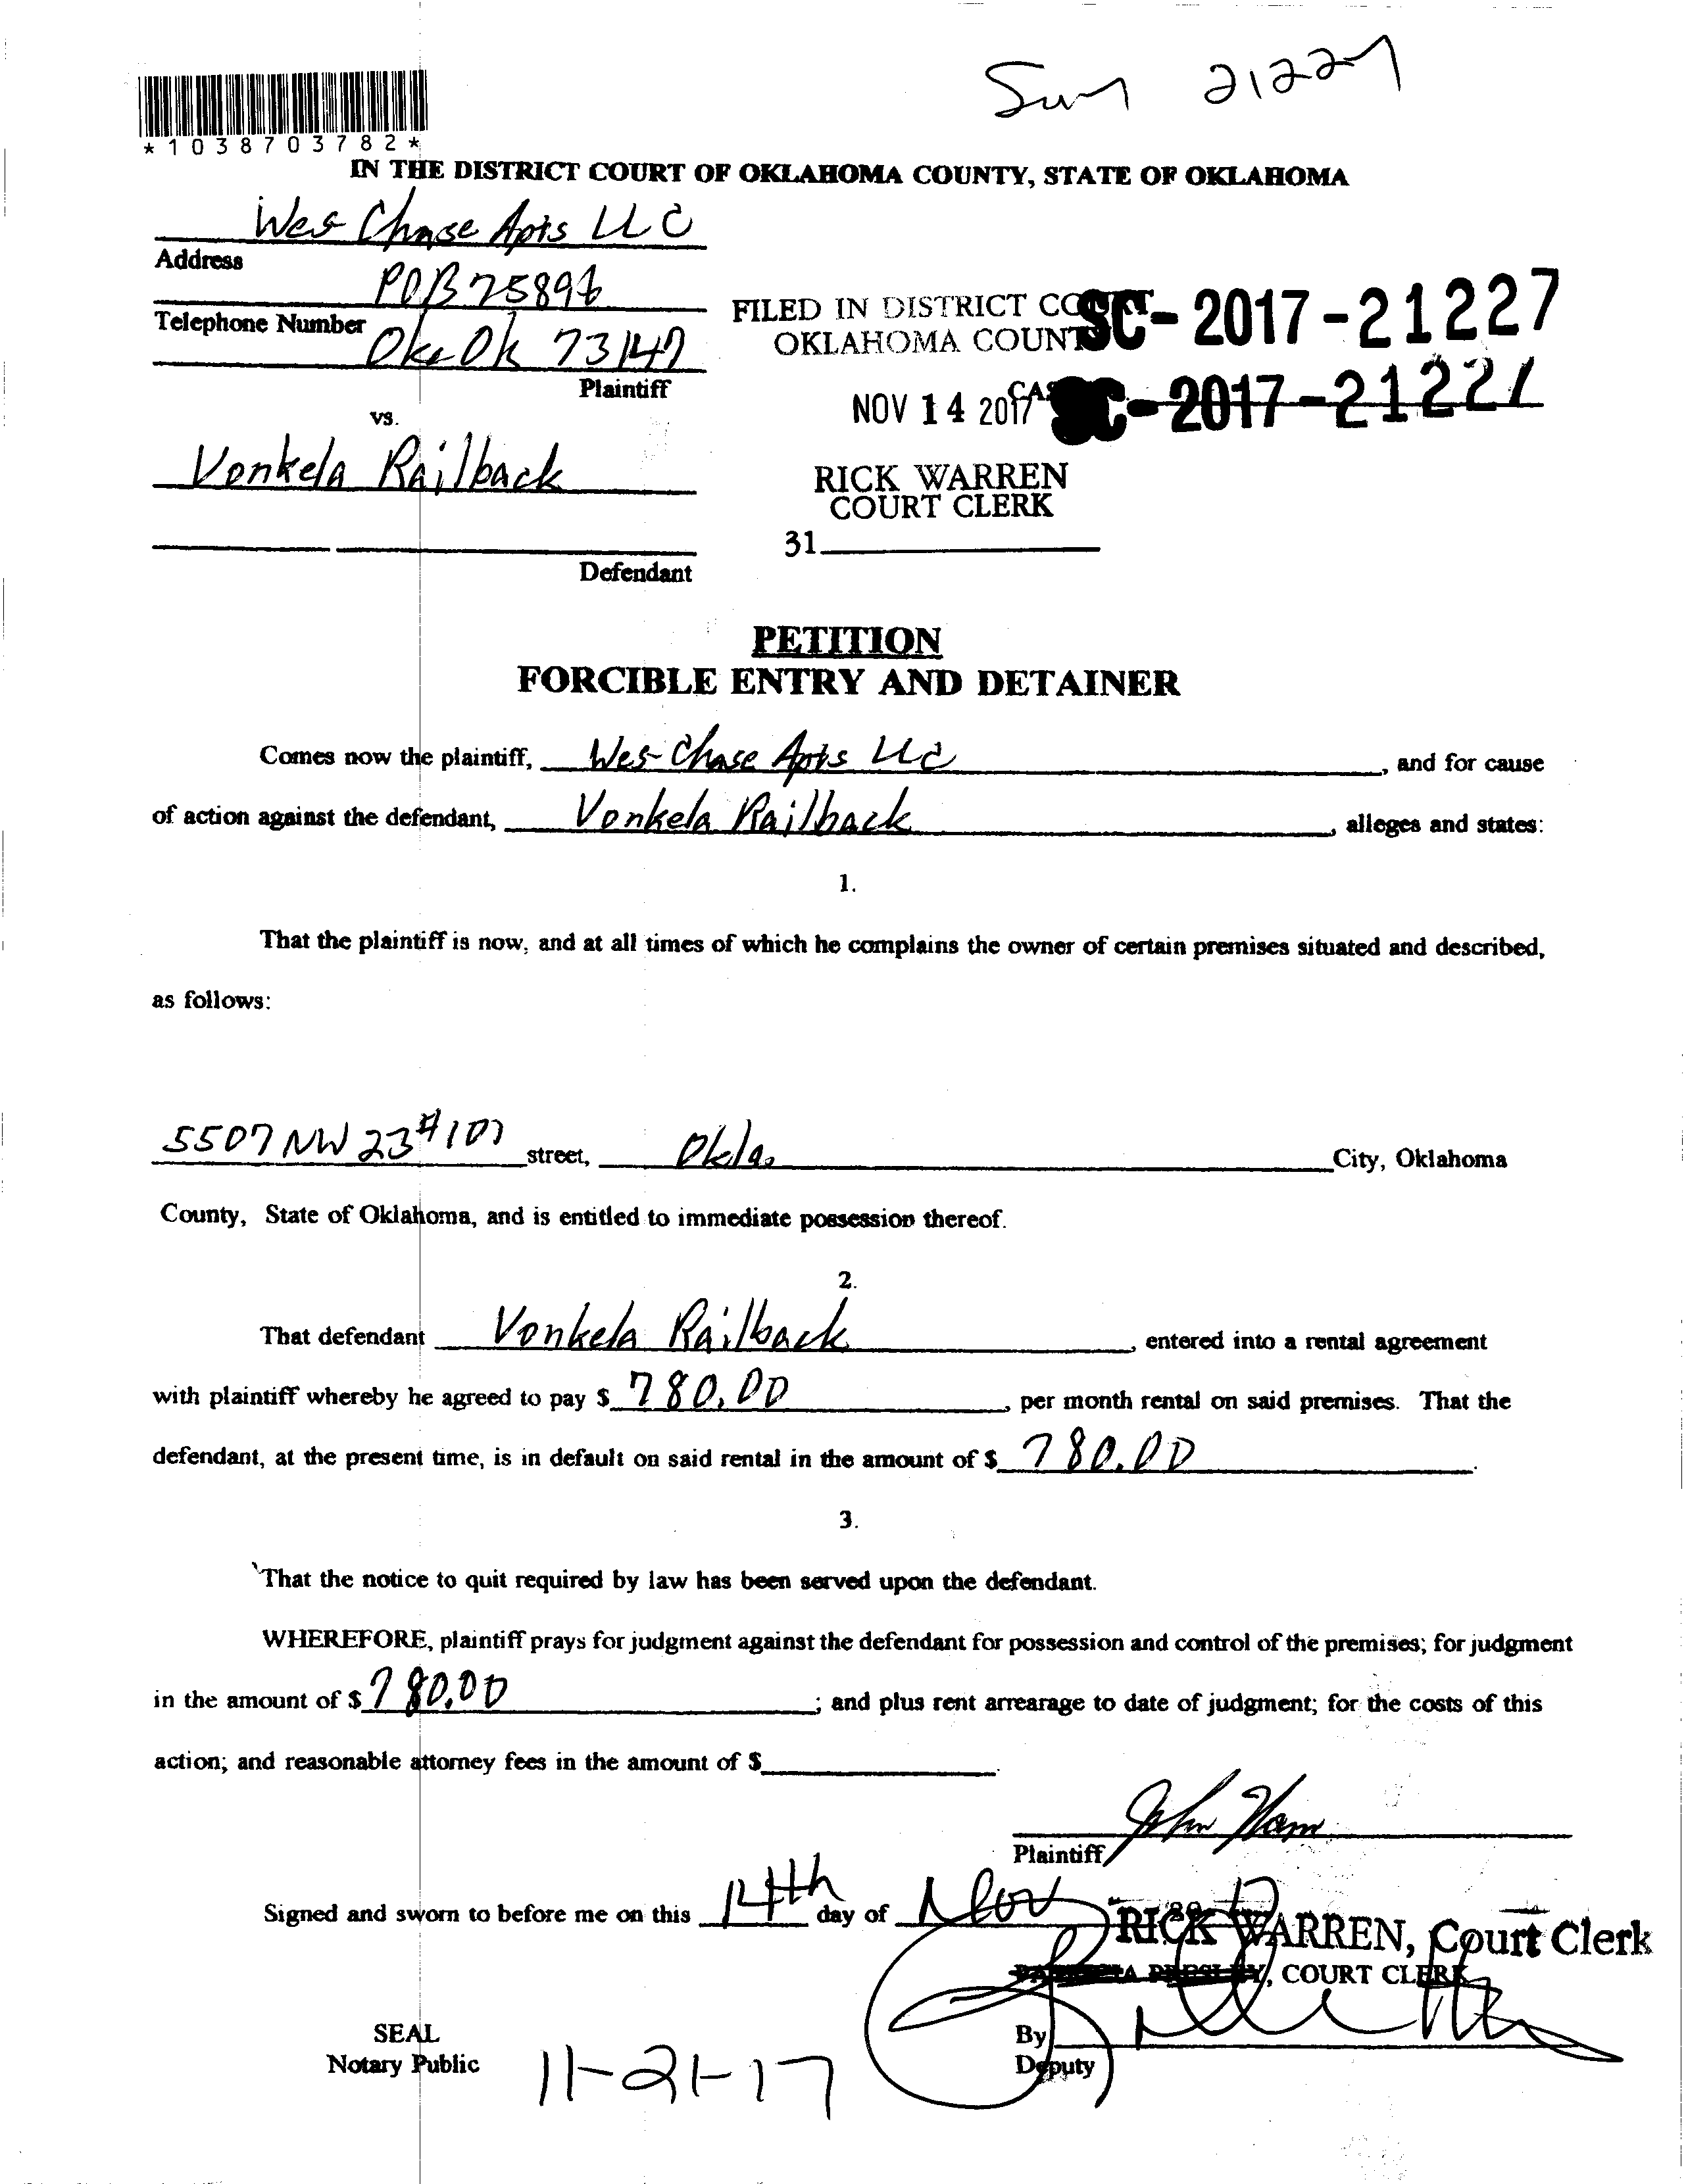 Sum 21227
*1038703782*
IN THE DISTRICT COURT OF OKLAHOMA COUNTY, STATE OF OKLAHOMA
Wes Chase Apts LLC
Address
POB 75896
Telephone Number
Okc Ok 73147
Plaintiff
vs.
Vonkela Railback
Defendant
FILED IN DISTRICT
OKLAHOMA COUNT
SC-2017-21227
NOV 14 2017
SC-2017-21227
RICK WARREN
COURT CLERK
31
PETITION
FORCIBLE ENTRY AND DETAINER
Comes now the plaintiff, Wes-Chase Apts LLC, and for cause
of action against the defendant, Vonkela Railback, alleges and states:
1.
That the plaintiff is now, and at all times of which he complains the owner of certain premises situated and described,
as follows:
5507 NW 23 #107 street, Okla. City, Oklahoma
County, State of Oklahoma, and is entitled to immediate possession thereof.
2.
That defendant Vonkela Railback, entered into a rental agreement
with plaintiff whereby he agreed to pay $ 780.00, per month rental on said premises. That the
defendant, at the present time, is in default on said rental in the amount of $ 780.00.
3.
That the notice to quit required by law has been served upon the defendant.
WHEREFORE, plaintiff prays for judgment against the defendant for possession and control of the premises; for judgment
in the amount of $ 780.00; and plus rent arrearage to date of judgment; for the costs of this
action; and reasonable attorney fees in the amount of $
Plaintiff
Signed and sworn to before me on this 14th day of Nov 20 17
RICK WARREN, Court Clerk
, COURT CLERK
SEAL
Notary Public
11-21-17
By
Deputy